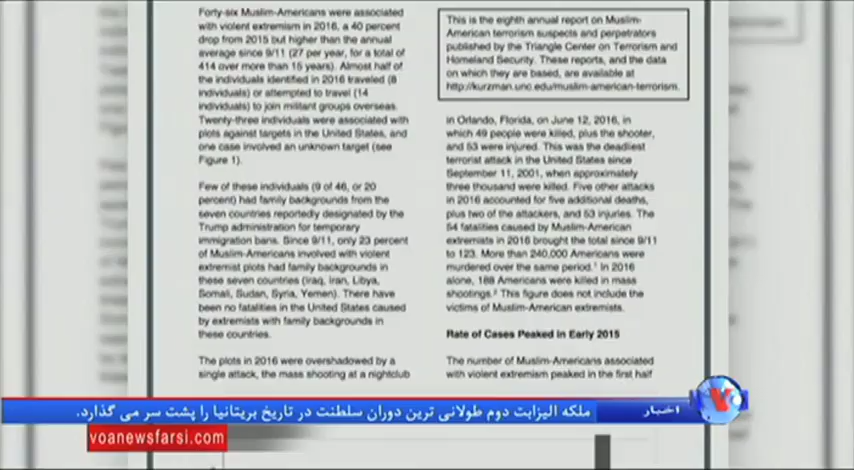 Forty-six Muslim-Americans were associated
with violent extremism in 2016, a 40 percent
drop from 2015 but higher than the annual
average since 9/11 (27 per year, for a total of
414 over more than 15 years). Almost half of
the individuals identified in 2016 traveled (8
individuals) or attempted to travel (14
individuals) to join militant groups overseas.
Twenty-three individuals were associated with
plots against targets in the United States, and
one case involved an unknown target (see
Figure 1).
Few of these individuals (9 of 46, or 20
percent) had family backgrounds from the
seven countries reportedly designated by the
Trump administration for temporary
immigration bans. Since 9/11, only 23 percent
of Muslim-Americans involved with violent
extremist plots had family backgrounds in
these seven countries (Iraq, Iran, Libya,
Somali, Sudan, Syria, Yemen). There have
been no fatalities in the United States caused
by extremists with family backgrounds in
these countries.
The plots in 2016 were overshadowed by a
single attack, the mass shooting at a nightclub
This is the eighth annual report on Muslim-
American terrorism suspects and perpetrators
published by the Triangle Center on Terrorism and
Homeland Security. These reports, and the data
on which they are based, are available at
http://kurzman.unc.edu/muslim-american-terrorism.
in Orlando, Florida, on June 12, 2016, in
which 49 people were killed, plus the shooter,
and 53 were injured. This was the deadliest
terrorist attack in the United States since
September 11, 2001, when approximately
three thousand were killed. Five other attacks
in 2016 accounted for five additional deaths,
plus two of the attackers, and 53 injuries. The
54 fatalities caused by Muslim-American
extremists in 2016 brought the total since 9/11
to 123. More than 240,000 Americans were
murdered over the same period.1 In 2016
alone, 188 Americans were killed in mass
shootings.2 This figure does not include the
victims of Muslim-American extremists.
Rate of Cases Peaked in Early 2015
The number of Muslim-Americans associated
with violent extremism peaked in the first half
اخبار
ملکه الیزابت دوم طولانی ترین دوران سلطنت در تاریخ بریتانیا را پشت سر می گذارد.
VOA
voanewsfarsi.com